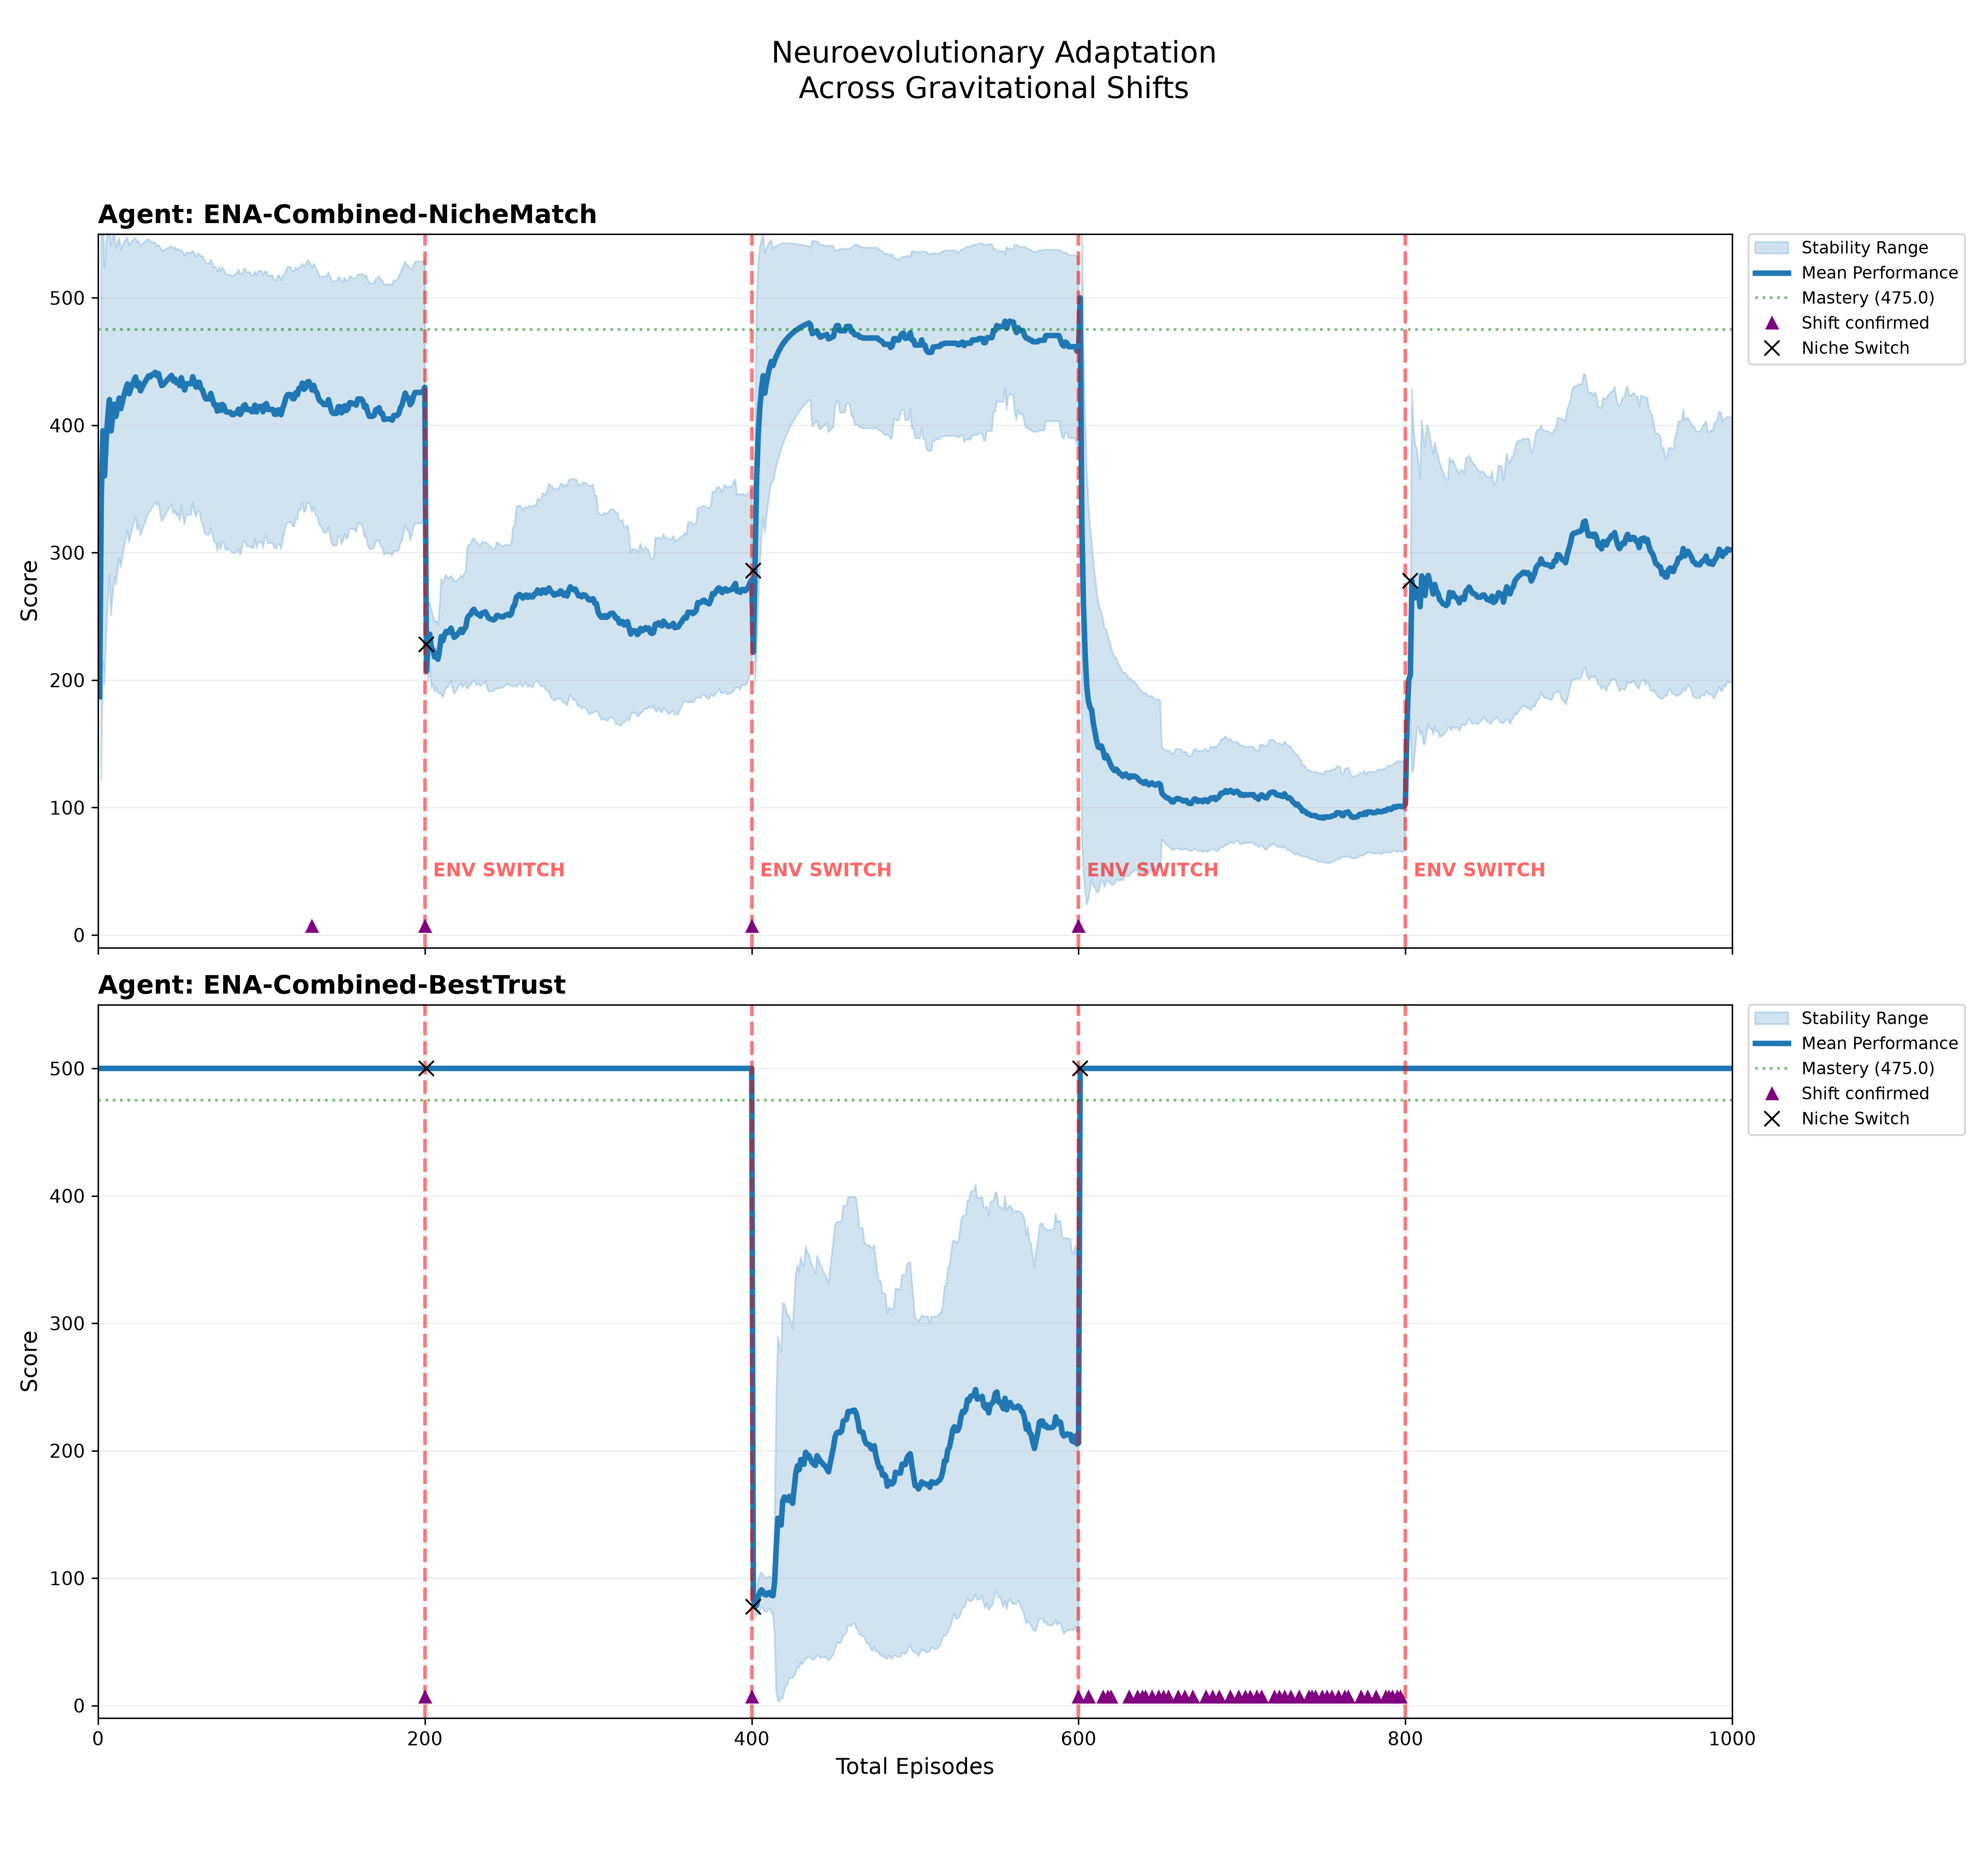 Neuroevolutionary Adaptation
Across Gravitational Shifts
Agent: ENA-Combined-NicheMatch
Score
500
400
300
200
100
0
ENV SWITCH
ENV SWITCH
ENV SWITCH
ENV SWITCH
Stability Range
Mean Performance
Mastery (475.0)
Shift confirmed
Niche Switch
Agent: ENA-Combined-BestTrust
Score
500
400
300
200
100
0
Stability Range
Mean Performance
Mastery (475.0)
Shift confirmed
Niche Switch
0 200 400 600 800 1000
Total Episodes